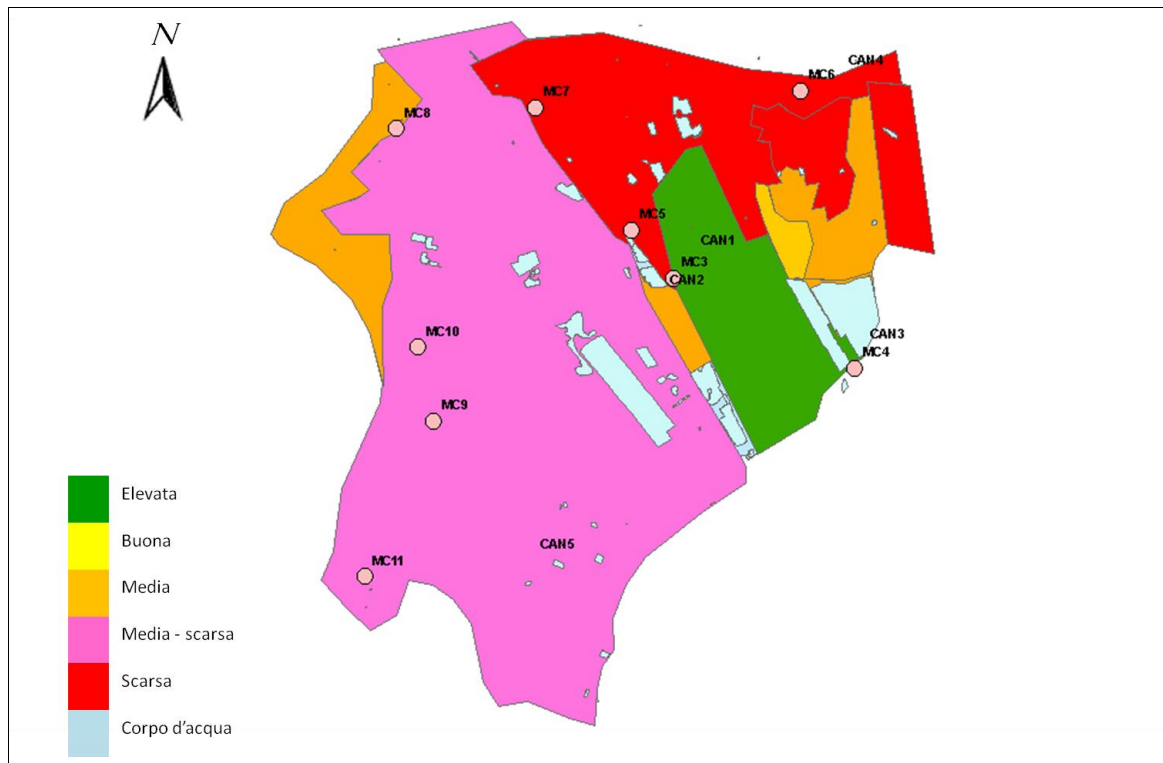 N
CAN4
MC6
MC7
MC8
MC5
CAN1
MC3
CAN2
CAN3
MC10
MC4
MC9
CAN5
MC11
Elevata
Buona
Media
Media - scarsa
Scarsa
Corpo d'acqua